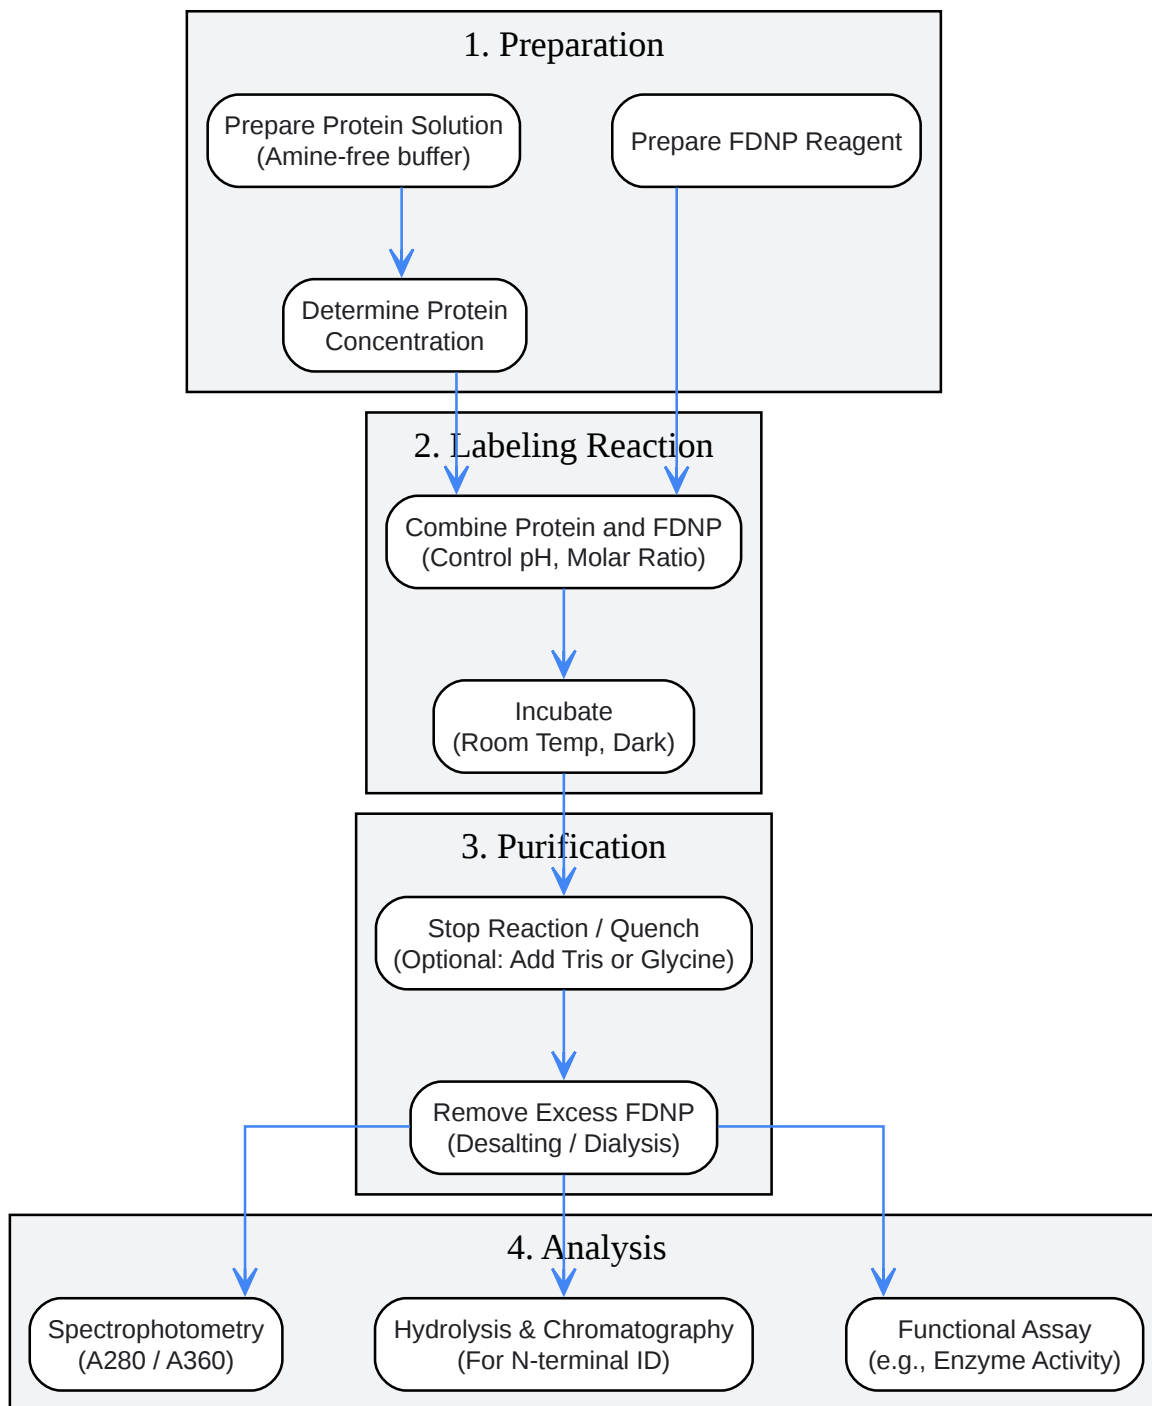 1. Preparation
Prepare Protein Solution
(Amine-free buffer)
Prepare FDNP Reagent
Determine Protein
Concentration
2. Labeling Reaction
Combine Protein and FDNP
(Control pH, Molar Ratio)
Incubate
(Room Temp, Dark)
3. Purification
Stop Reaction / Quench
(Optional: Add Tris or Glycine)
Remove Excess FDNP
(Desalting / Dialysis)
4. Analysis
Spectrophotometry
(A280 / A360)
Hydrolysis & Chromatography
(For N-terminal ID)
Functional Assay
(e.g., Enzyme Activity)